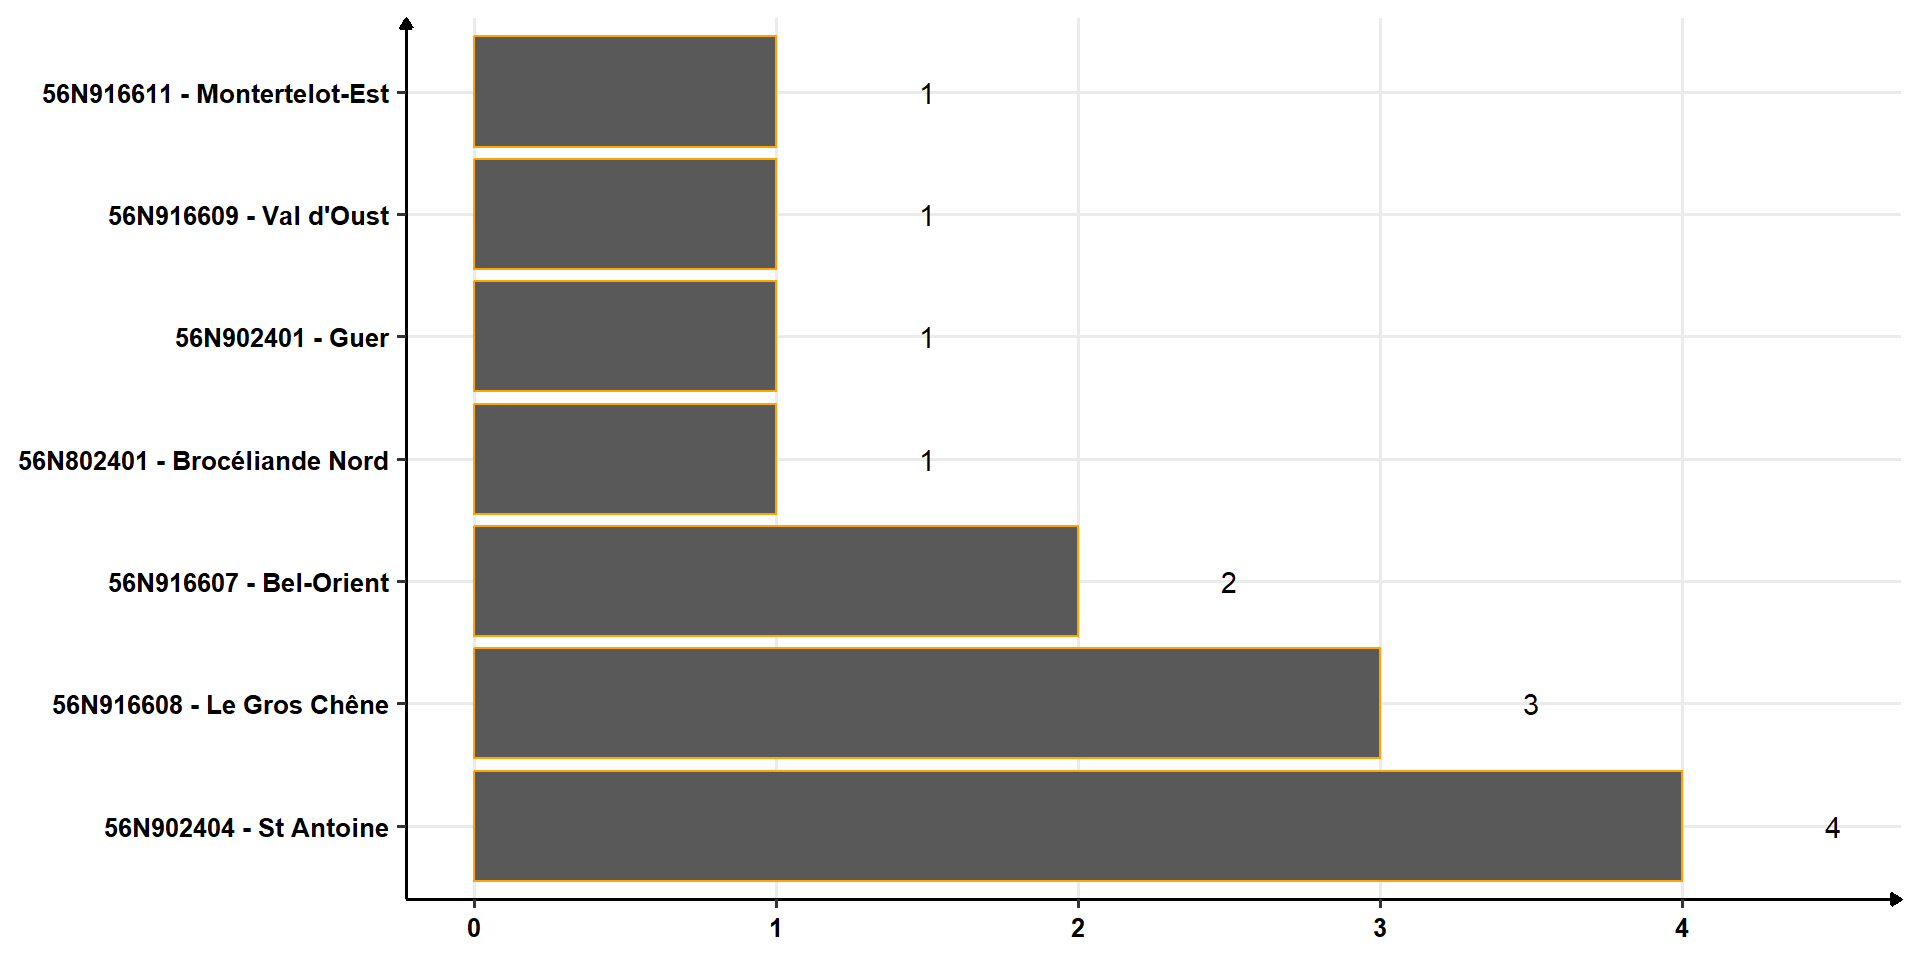 56N916611 - Montertelot-Est 1
56N916609 - Val d'Oust 1
56N902401 - Guer 1
56N802401 - Brocéliande Nord 1
56N916607 - Bel-Orient 2
56N916608 - Le Gros Chêne 3
56N902404 - St Antoine 4
0 1 2 3 4